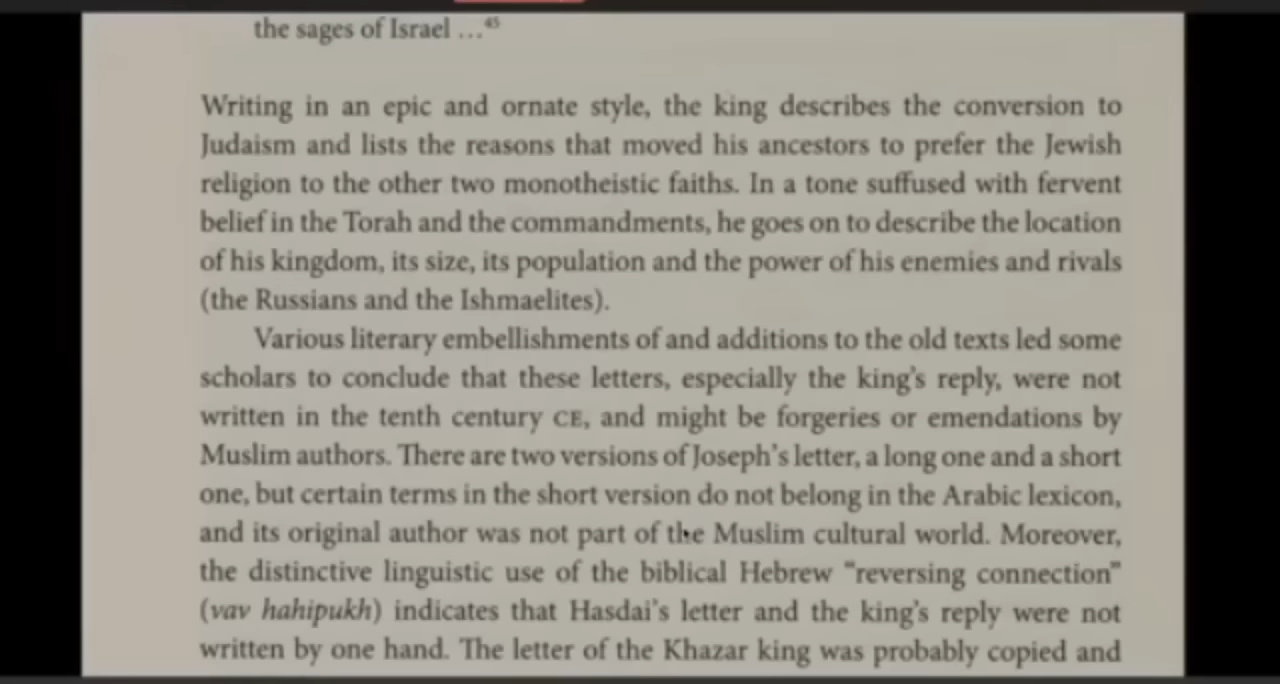 the sages of Israel …⁴⁵
Writing in an epic and ornate style, the king describes the conversion to
Judaism and lists the reasons that moved his ancestors to prefer the Jewish
religion to the other two monotheistic faiths. In a tone suffused with fervent
belief in the Torah and the commandments, he goes on to describe the location
of his kingdom, its size, its population and the power of his enemies and rivals
(the Russians and the Ishmaelites).
Various literary embellishments of and additions to the old texts led some
scholars to conclude that these letters, especially the king's reply, were not
written in the tenth century CE, and might be forgeries or emendations by
Muslim authors. There are two versions of Joseph's letter, a long one and a short
one, but certain terms in the short version do not belong in the Arabic lexicon,
and its original author was not part of the Muslim cultural world. Moreover,
the distinctive linguistic use of the biblical Hebrew “reversing connection”
(vav hahipukh) indicates that Hasdai's letter and the king's reply were not
written by one hand. The letter of the Khazar king was probably copied and